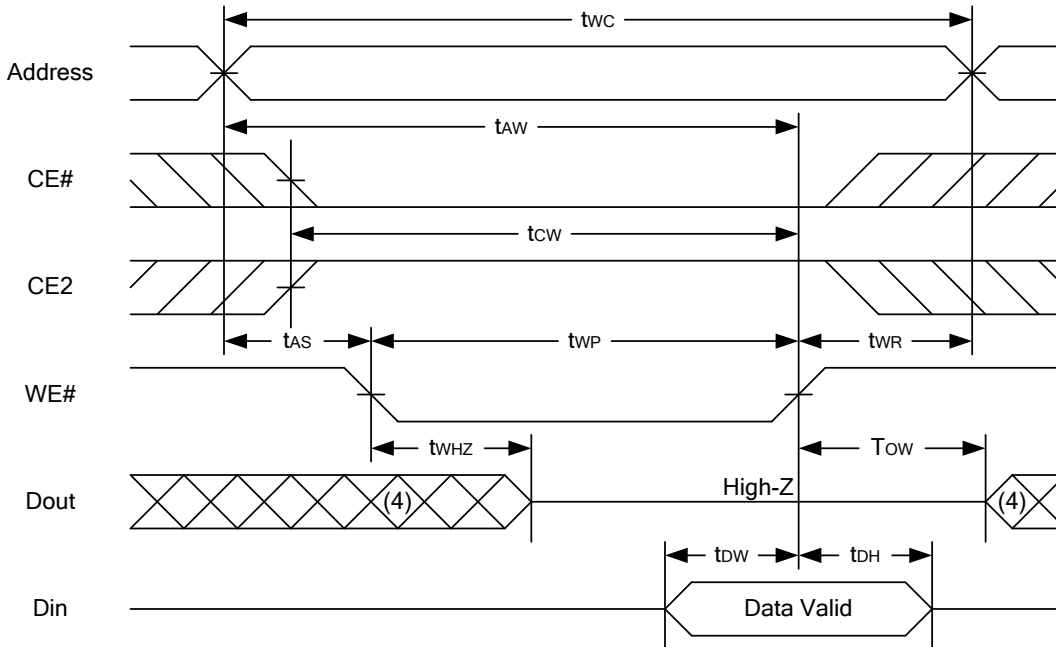 tWC
Address
tAW
CE#
tCW
CE2
tAS tWP tWR
WE#
tWHZ TOW
Dout (4) High-Z (4)
tDW tDH
Din Data Valid